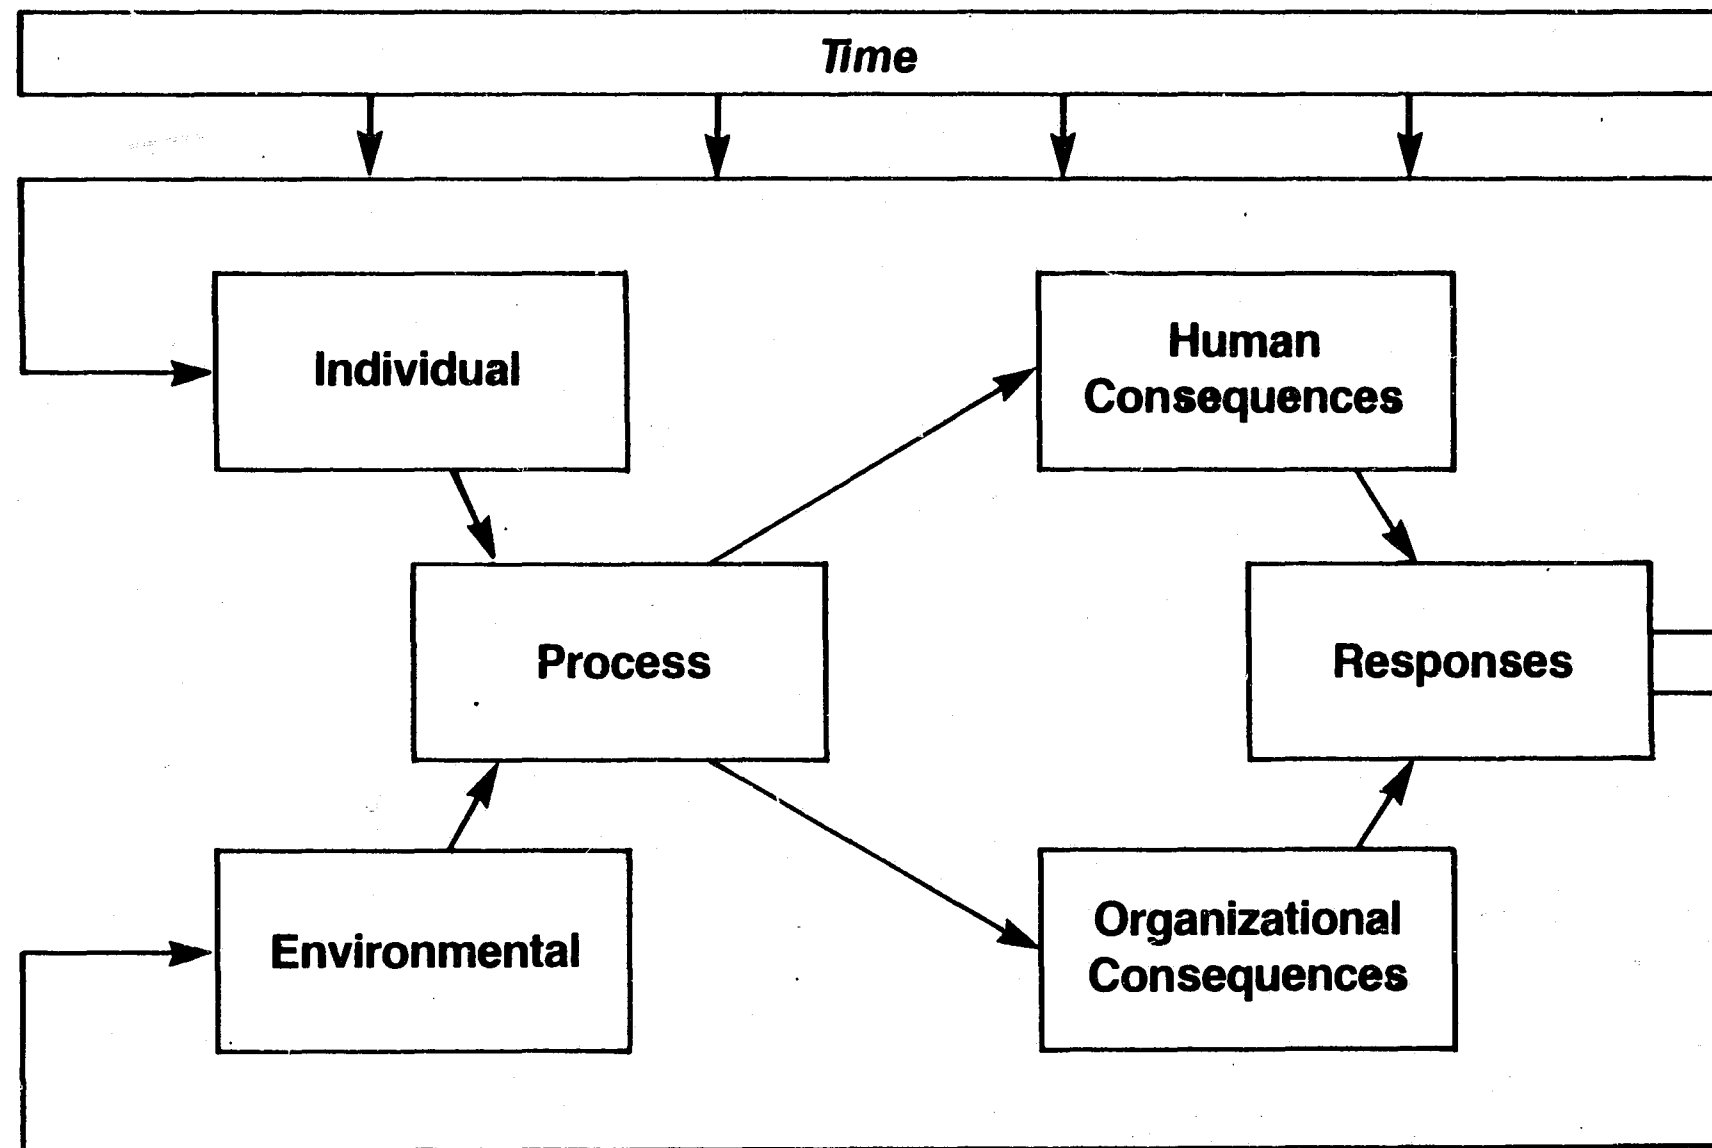 Time
Individual
Human
Consequences
Process
Responses
Environmental
Organizational
Consequences